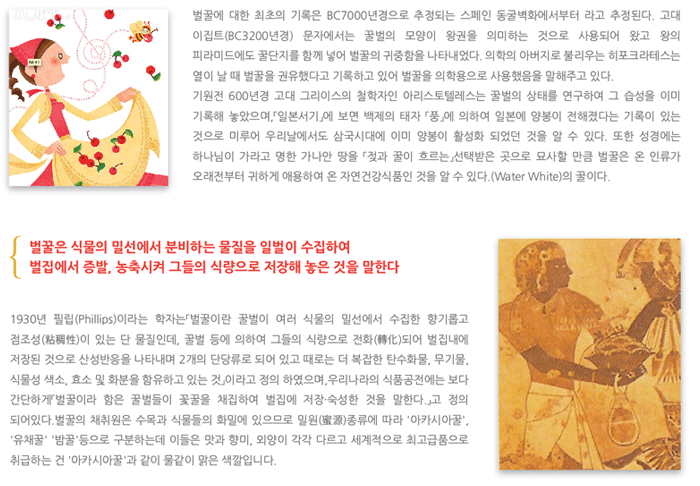 벌꿀에 대한 최초의 기록은 BC7000년경으로 추정되는 스페인 동굴벽화에서부터 라고 추정된다. 고대
이집트(BC3200년경) 문자에서는 꿀벌의 모양이 왕권을 의미하는 것으로 사용되어 왔고 왕의
피라미드에도 꿀단지를 함께 넣어 벌꿀의 귀중함을 나타내었다. 의학의 아버지로 불리우는 히포크라테스는
열이 날 때 벌꿀을 권유했다고 기록하고 있어 벌꿀을 의학용으로 사용했음을 말해주고 있다.
기원전 600년경 고대 그리이스의 철학자인 아리스토텔레스는 꿀벌의 상태를 연구하여 그 습성을 이미
기록해 놓았으며,「일본서기」에 보면 백제의 태자 「풍」에 의하여 일본에 양봉이 전해졌다는 기록이 있는
것으로 미루어 우리날에서도 삼국시대에 이미 양봉이 활성화 되었던 것을 알 수 있다. 또한 성경에는
하나님이 가라고 명한 가나안 땅을 「젖과 꿀이 흐르는」선택받은 곳으로 묘사할 만큼 벌꿀은 온 인류가
오래전부터 귀하게 애용하여 온 자연건강식품인 것을 알 수 있다.(Water White)의 꿀이다.
벌꿀은 식물의 밀선에서 분비하는 물질을 일벌이 수집하여
벌집에서 증발, 농축시켜 그들의 식량으로 저장해 놓은 것을 말한다
1930년 필립(Phillips)이라는 학자는「벌꿀이란 꿀벌이 여러 식물의 밀선에서 수집한 향기롭고
점조성(粘稠性)이 있는 단 물질인데, 꿀벌 등에 의하여 그들의 식량으로 전화(轉化)되어 벌집내에
저장된 것으로 산성반응을 나타내며 2개의 단당류로 되어 있고 때로는 더 복잡한 탄수화물, 무기물,
식물성 색소, 효소 및 화분을 함유하고 있는 것」이라고 정의 하였으며,우리나라의 식품공전에는 보다
간단하게「벌꿀이라 함은 꿀벌들이 꽃꿀을 채집하여 벌집에 저장·숙성한 것을 말한다.」고 정의
되어있다.벌꿀의 채취원은 수목과 식물들의 화밀에 있으므로 밀원(蜜源)종류에 따라 '아카시아꿀',
'유채꿀' '밤꿀'등으로 구분하는데 이들은 맛과 향미, 외양이 각각 다르고 세계적으로 최고급품으로
취급하는 건 '아카시아꿀'과 같이 물같이 맑은 색깔입니다.